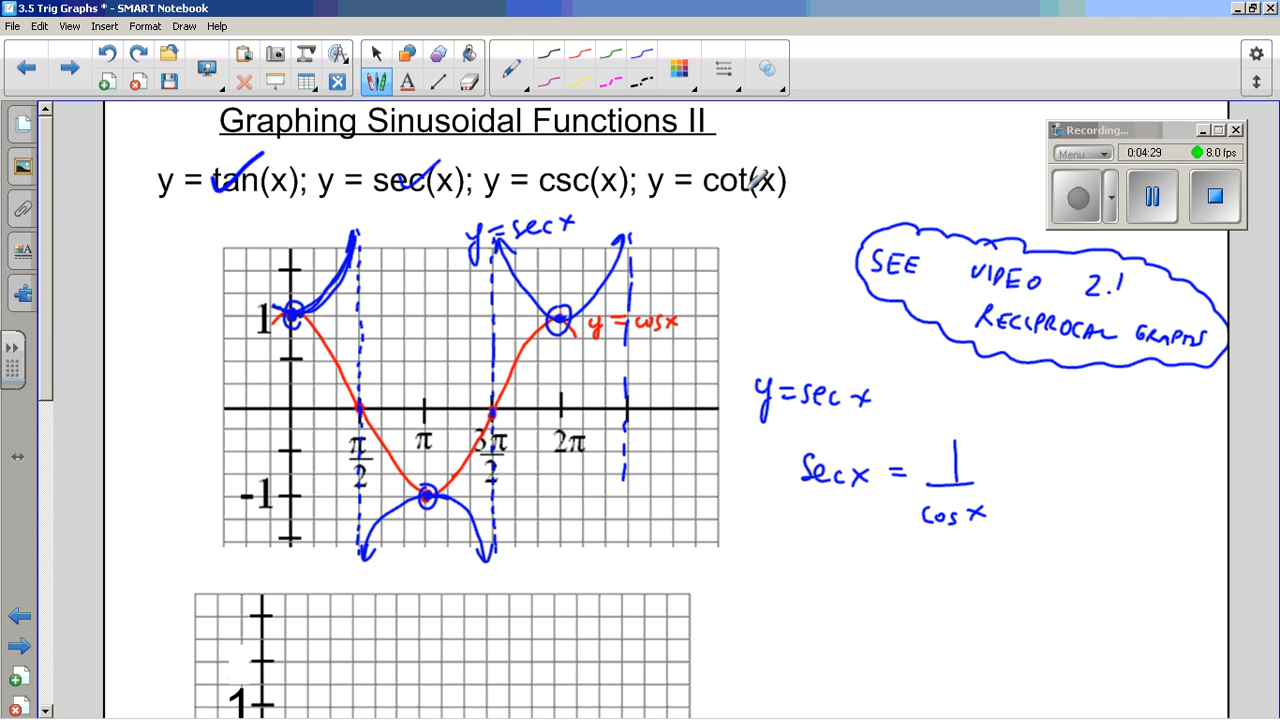 3.5 Trig Graphs * - SMART Notebook
File Edit View Insert Format Draw Help
Graphing Sinusoidal Functions II
y = tan(x); y = sec(x); y = csc(x); y = cot(x)
Recording...
Menu
0:04:29
8.0 fps
y = sec x
SEE VIDEO 2.1
RECIPROCAL GRAPHS
1
y = cos x
y = sec x
π/2
π
3π/2
2π
sec x = 1/cos x
-1
1